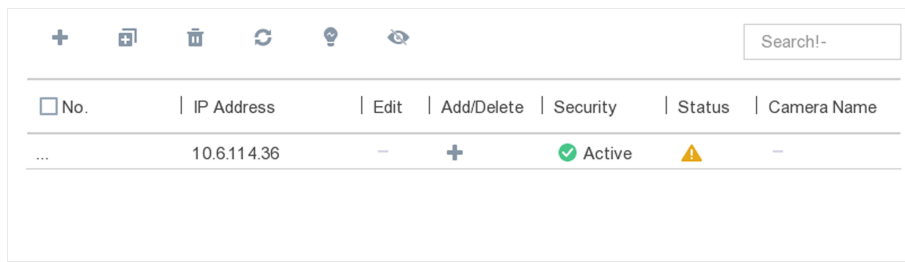 Search!-
No. IP Address Edit Add/Delete Security Status Camera Name
... 10.6.114.36 – + Active –